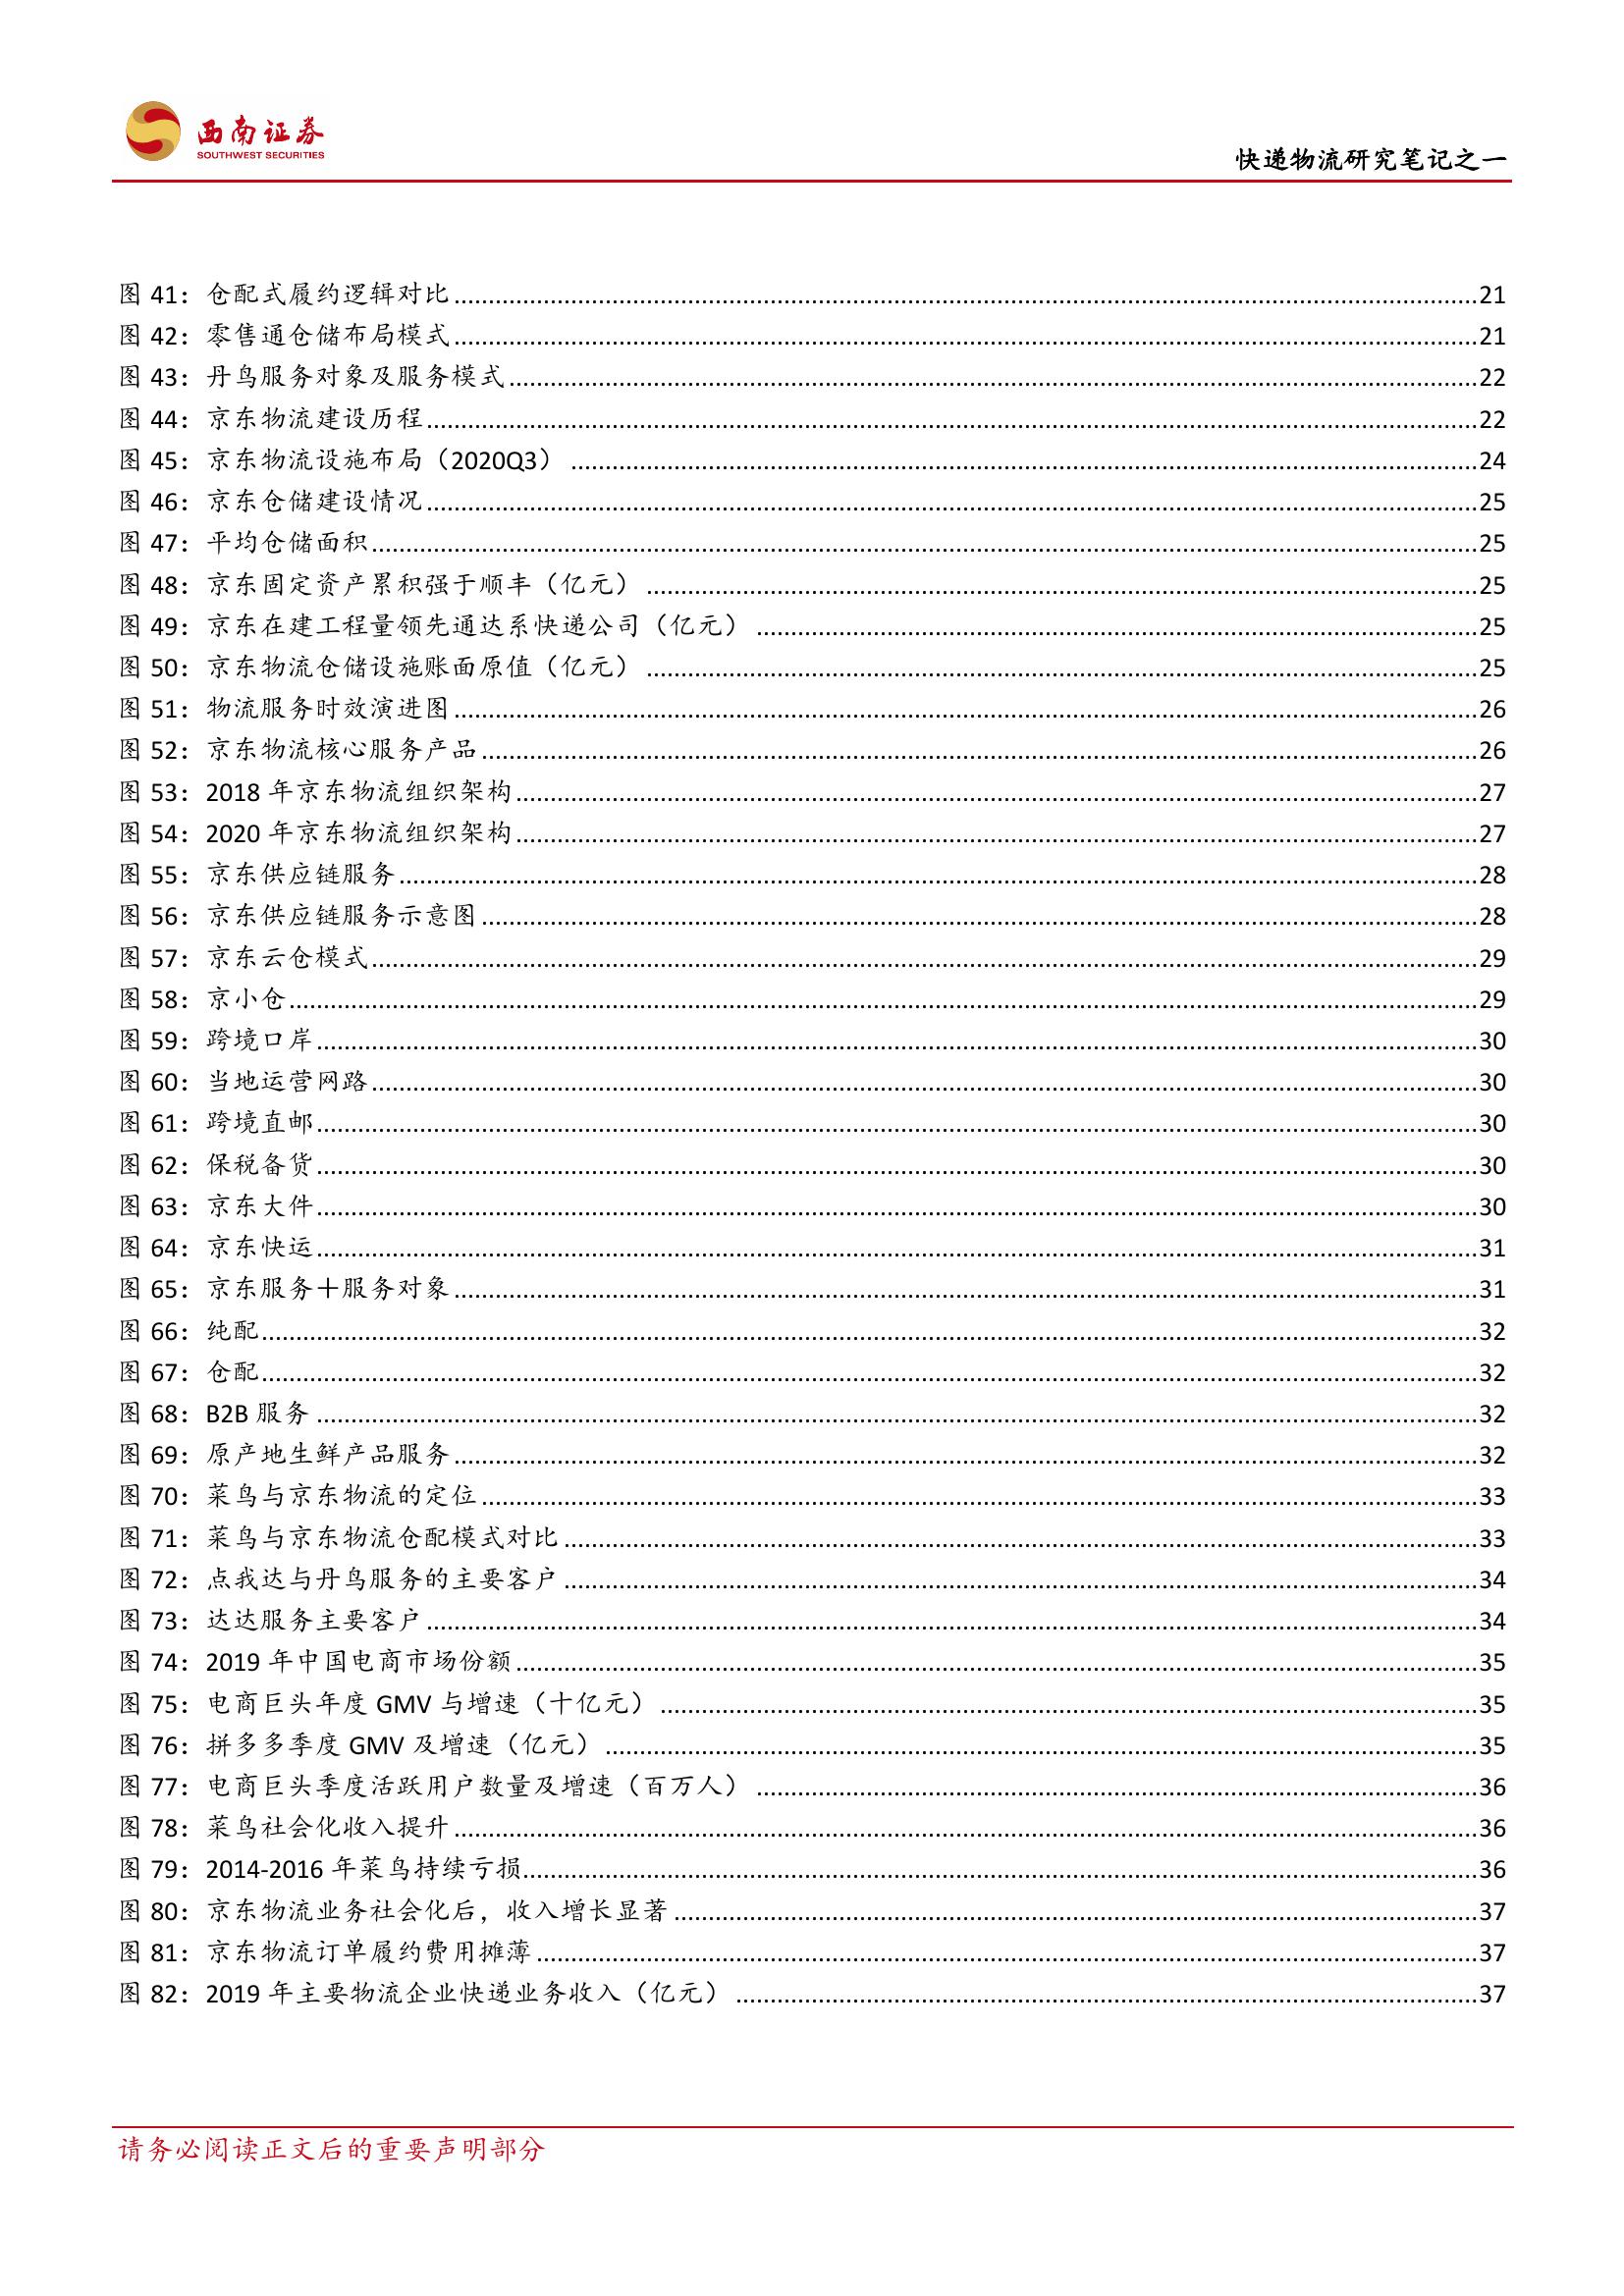 西南证券
SOUTHWEST SECURITIES
快递物流研究笔记之一
图 41：仓配式履约逻辑对比 21
图 42：零售通仓储布局模式 21
图 43：丹鸟服务对象及服务模式 22
图 44：京东物流建设历程 22
图 45：京东物流设施布局（2020Q3） 24
图 46：京东仓储建设情况 25
图 47：平均仓储面积 25
图 48：京东固定资产累积强于顺丰（亿元） 25
图 49：京东在建工程量领先通达系快递公司（亿元） 25
图 50：京东物流仓储设施账面原值（亿元） 25
图 51：物流服务时效演进图 26
图 52：京东物流核心服务产品 26
图 53：2018 年京东物流组织架构 27
图 54：2020 年京东物流组织架构 27
图 55：京东供应链服务 28
图 56：京东供应链服务示意图 28
图 57：京东云仓模式 29
图 58：京小仓 29
图 59：跨境口岸 30
图 60：当地运营网路 30
图 61：跨境直邮 30
图 62：保税备货 30
图 63：京东大件 30
图 64：京东快运 31
图 65：京东服务＋服务对象 31
图 66：纯配 32
图 67：仓配 32
图 68：B2B 服务 32
图 69：原产地生鲜产品服务 32
图 70：菜鸟与京东物流的定位 33
图 71：菜鸟与京东物流仓配模式对比 33
图 72：点我达与丹鸟服务的主要客户 34
图 73：达达服务主要客户 34
图 74：2019 年中国电商市场份额 35
图 75：电商巨头年度 GMV 与增速（十亿元） 35
图 76：拼多多季度 GMV 及增速（亿元） 35
图 77：电商巨头季度活跃用户数量及增速（百万人） 36
图 78：菜鸟社会化收入提升 36
图 79：2014-2016 年菜鸟持续亏损 36
图 80：京东物流业务社会化后，收入增长显著 37
图 81：京东物流订单履约费用摊薄 37
图 82：2019 年主要物流企业快递业务收入（亿元） 37
请务必阅读正文后的重要声明部分